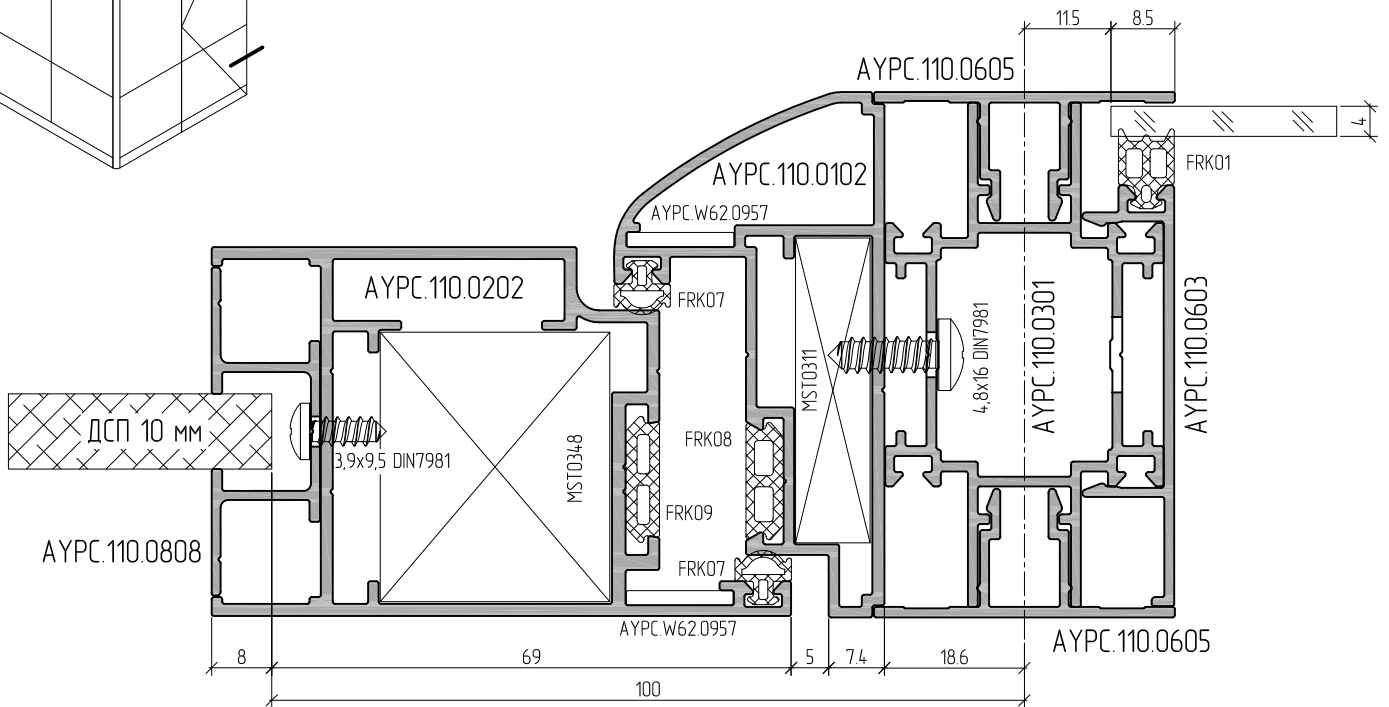 11.5
8.5
AYPC.110.0605
4
AYPC.110.0102
FRK01
AYPC.W62.0957
AYPC.110.0202
FRK07
4,8x16 DIN7981
AYPC.110.0301
AYPC.110.0603
MST0311
ДСП 10 мм
3,9x9,5 DIN7981
MST0348
FRK08
FRK09
AYPC.110.0808
FRK07
AYPC.W62.0957
AYPC.110.0605
8
69
5
7.4
18.6
100